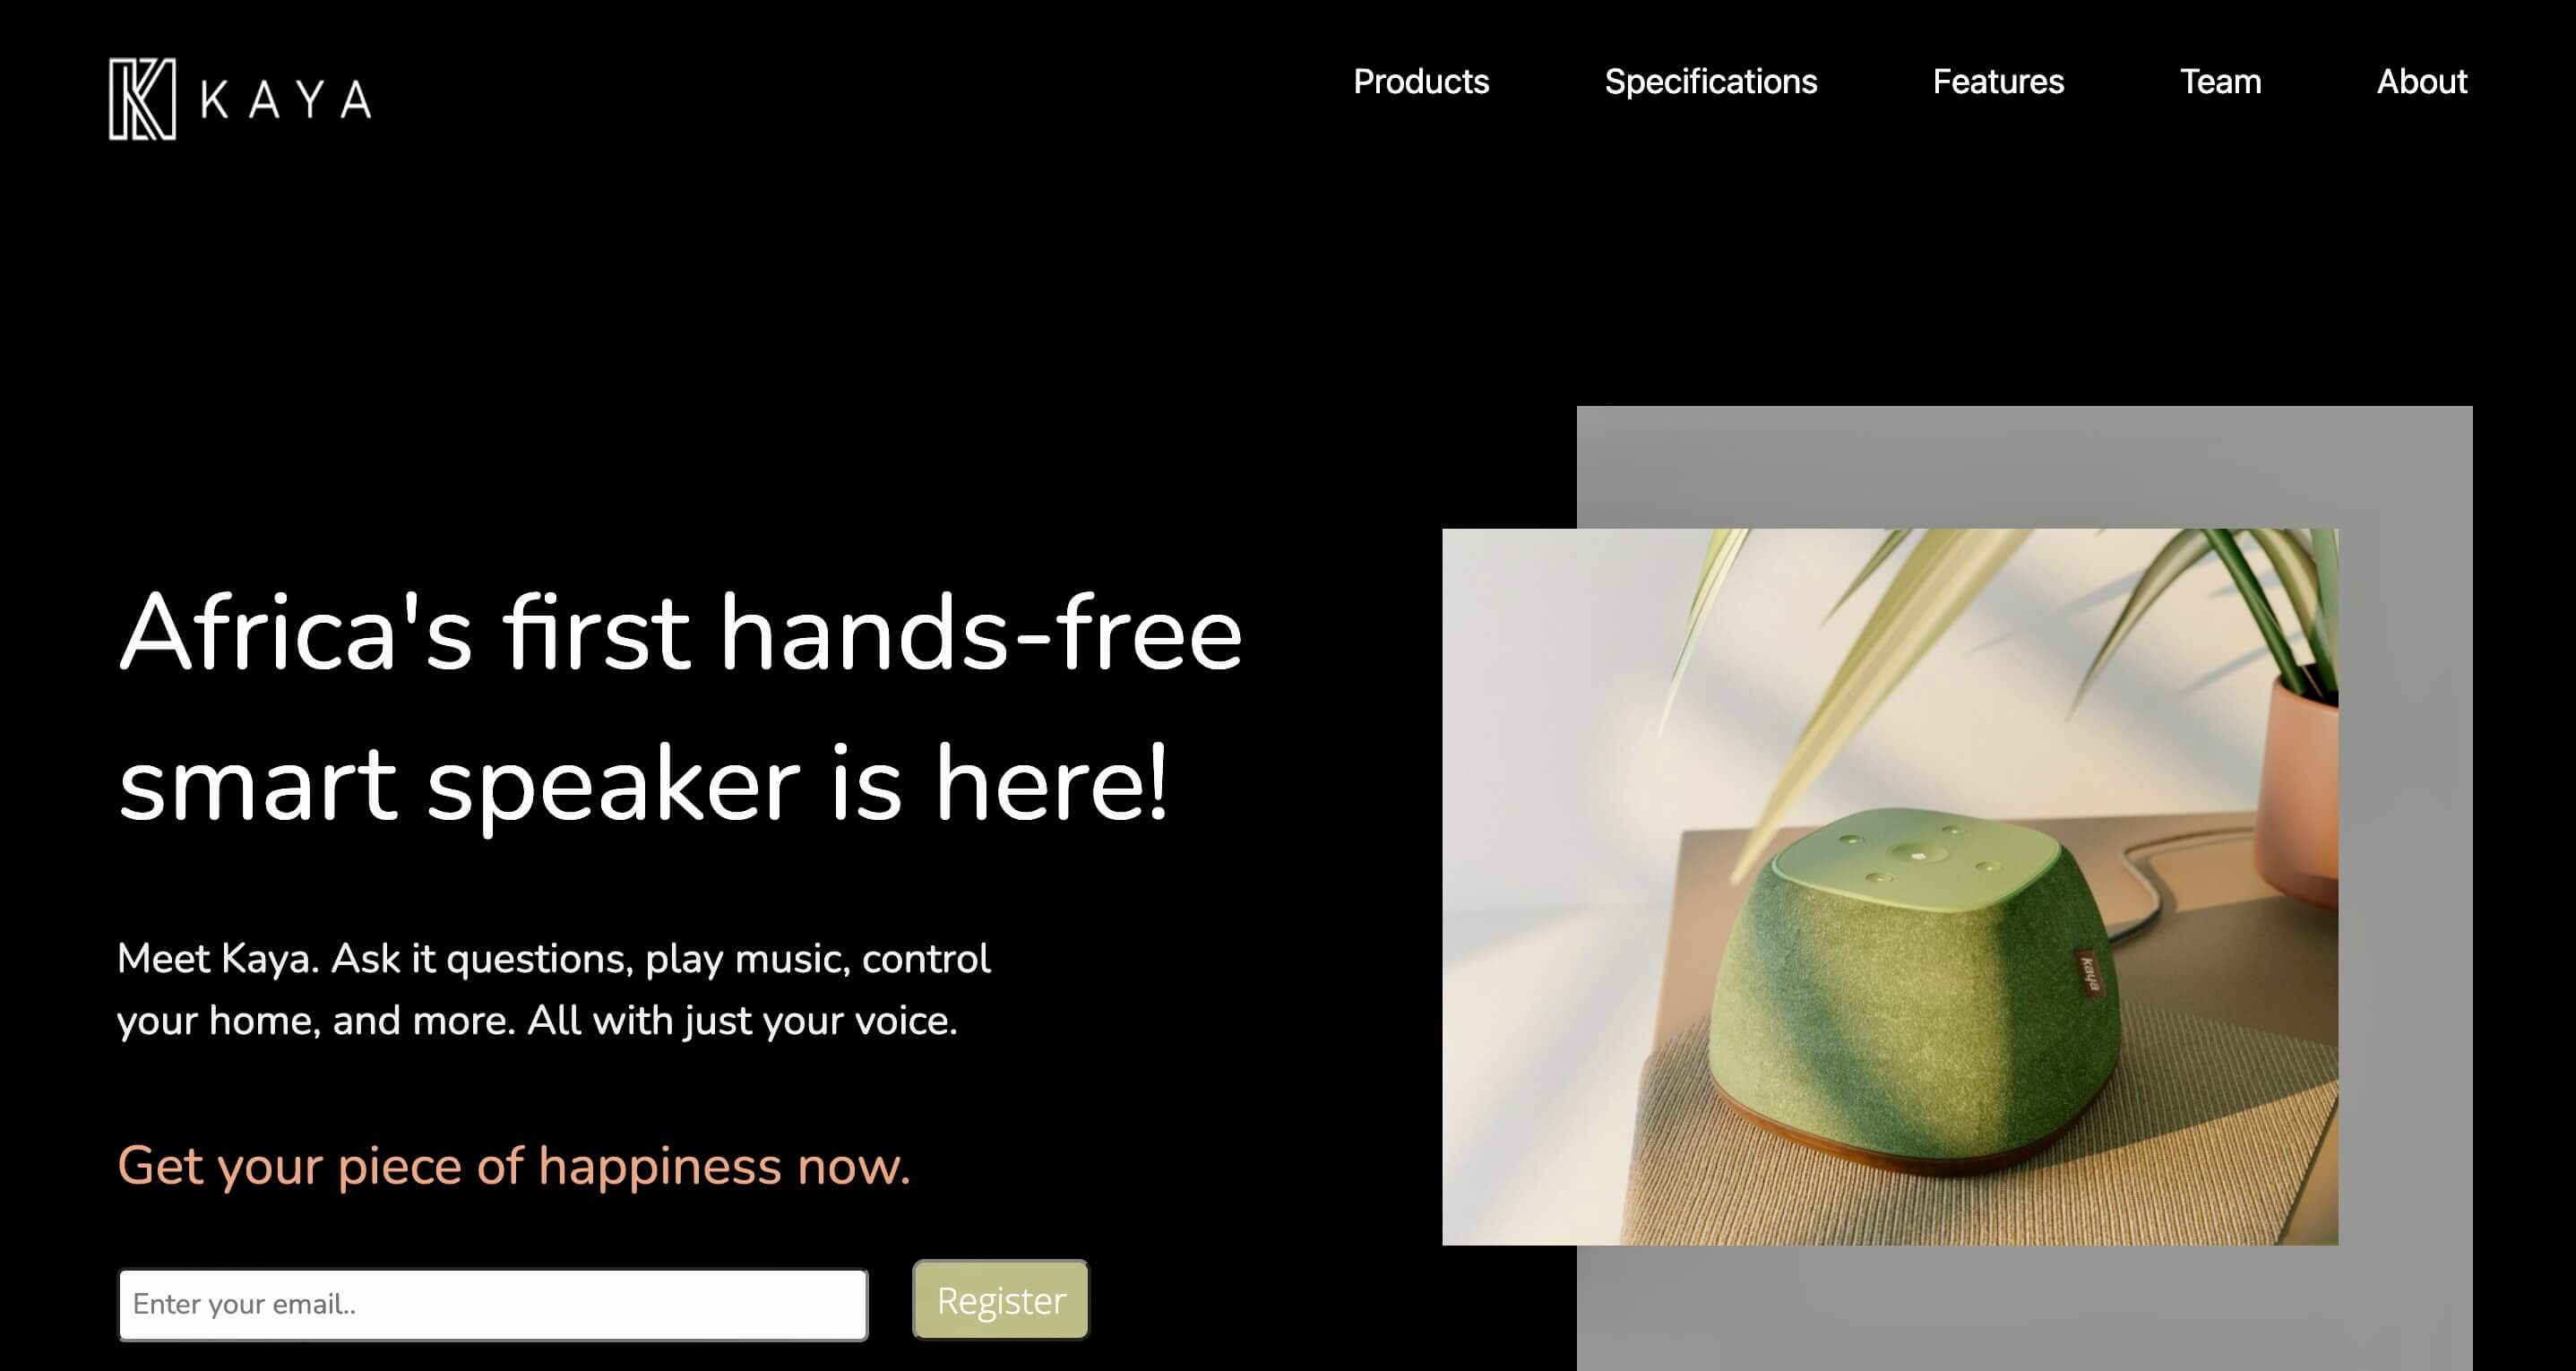 KAYA
Products
Specifications
Features
Team
About
Africa's first hands-free
smart speaker is here!
Meet Kaya. Ask it questions, play music, control
your home, and more. All with just your voice.
Get your piece of happiness now.
Enter your email..
Register
kaya